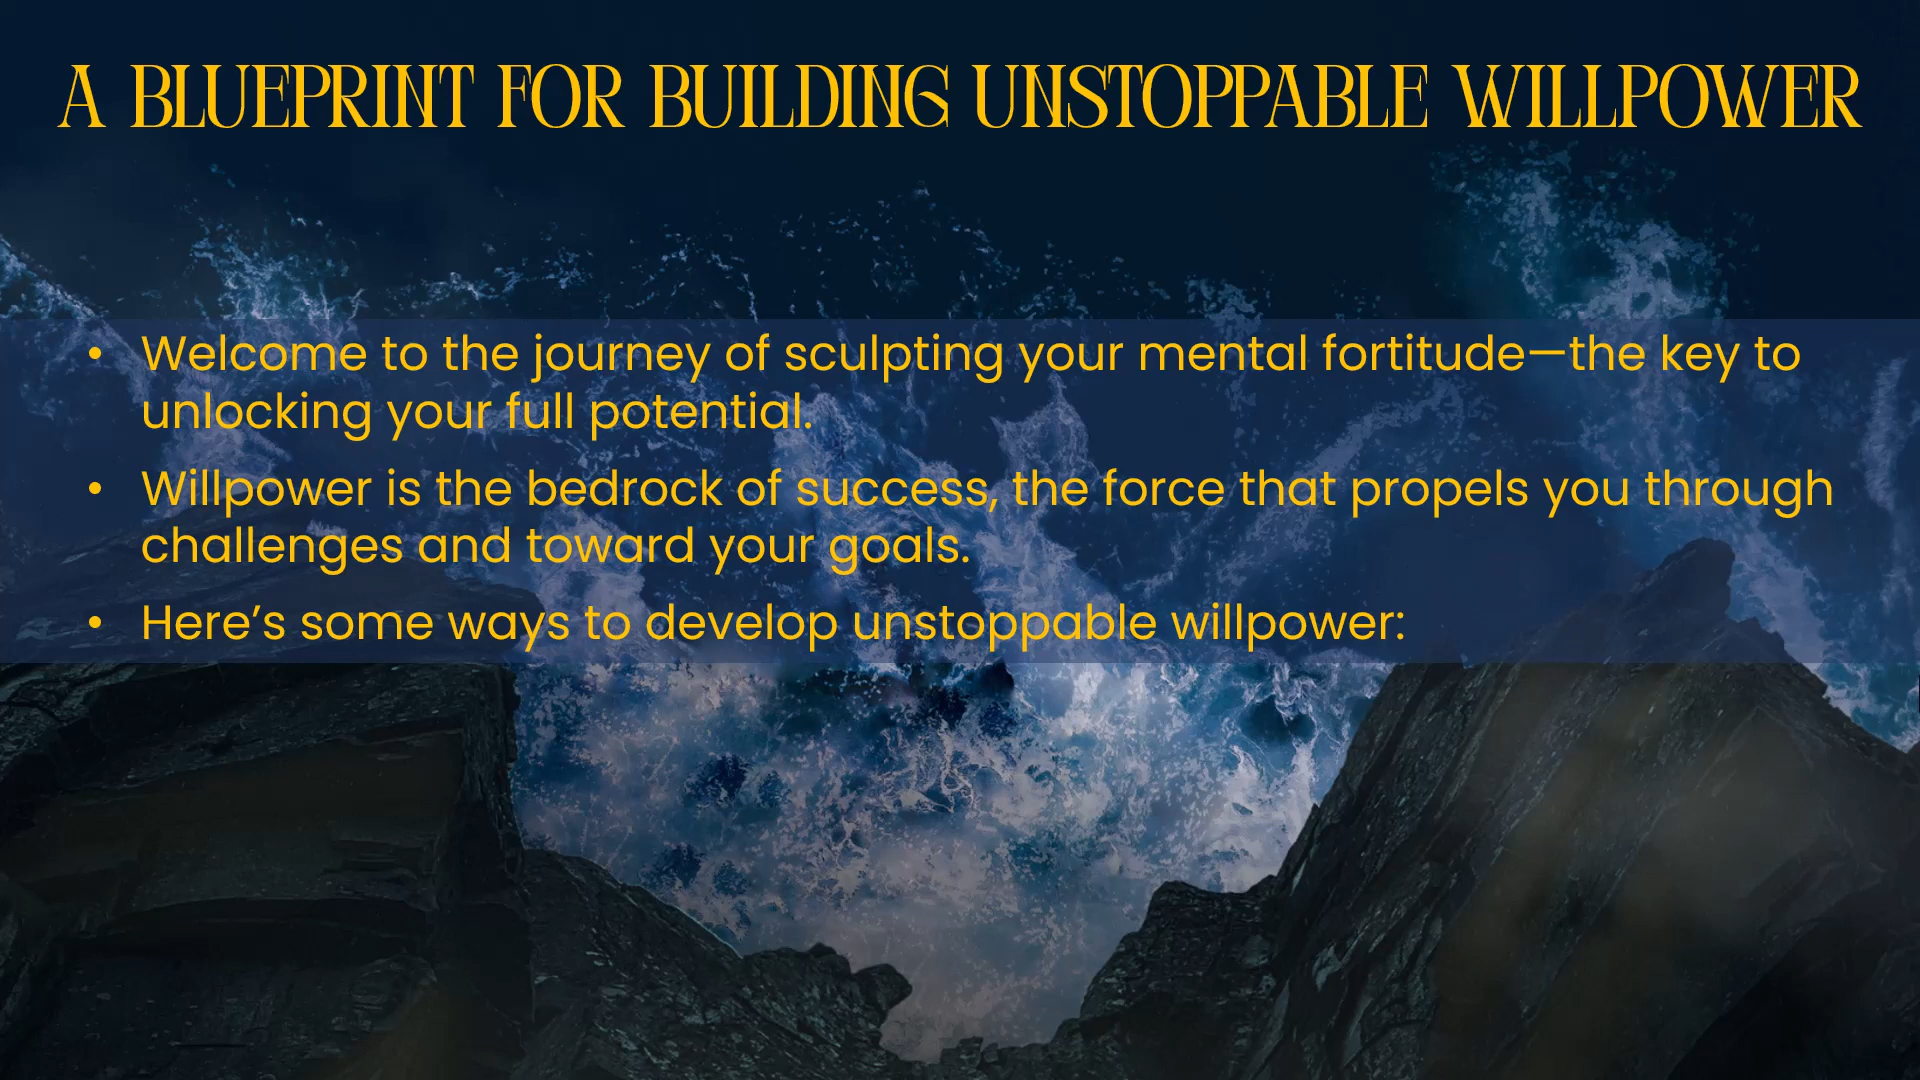 A BLUEPRINT FOR BUILDING UNSTOPPABLE WILLPOWER
• Welcome to the journey of sculpting your mental fortitude—the key to
unlocking your full potential.
• Willpower is the bedrock of success, the force that propels you through
challenges and toward your goals.
• Here’s some ways to develop unstoppable willpower: